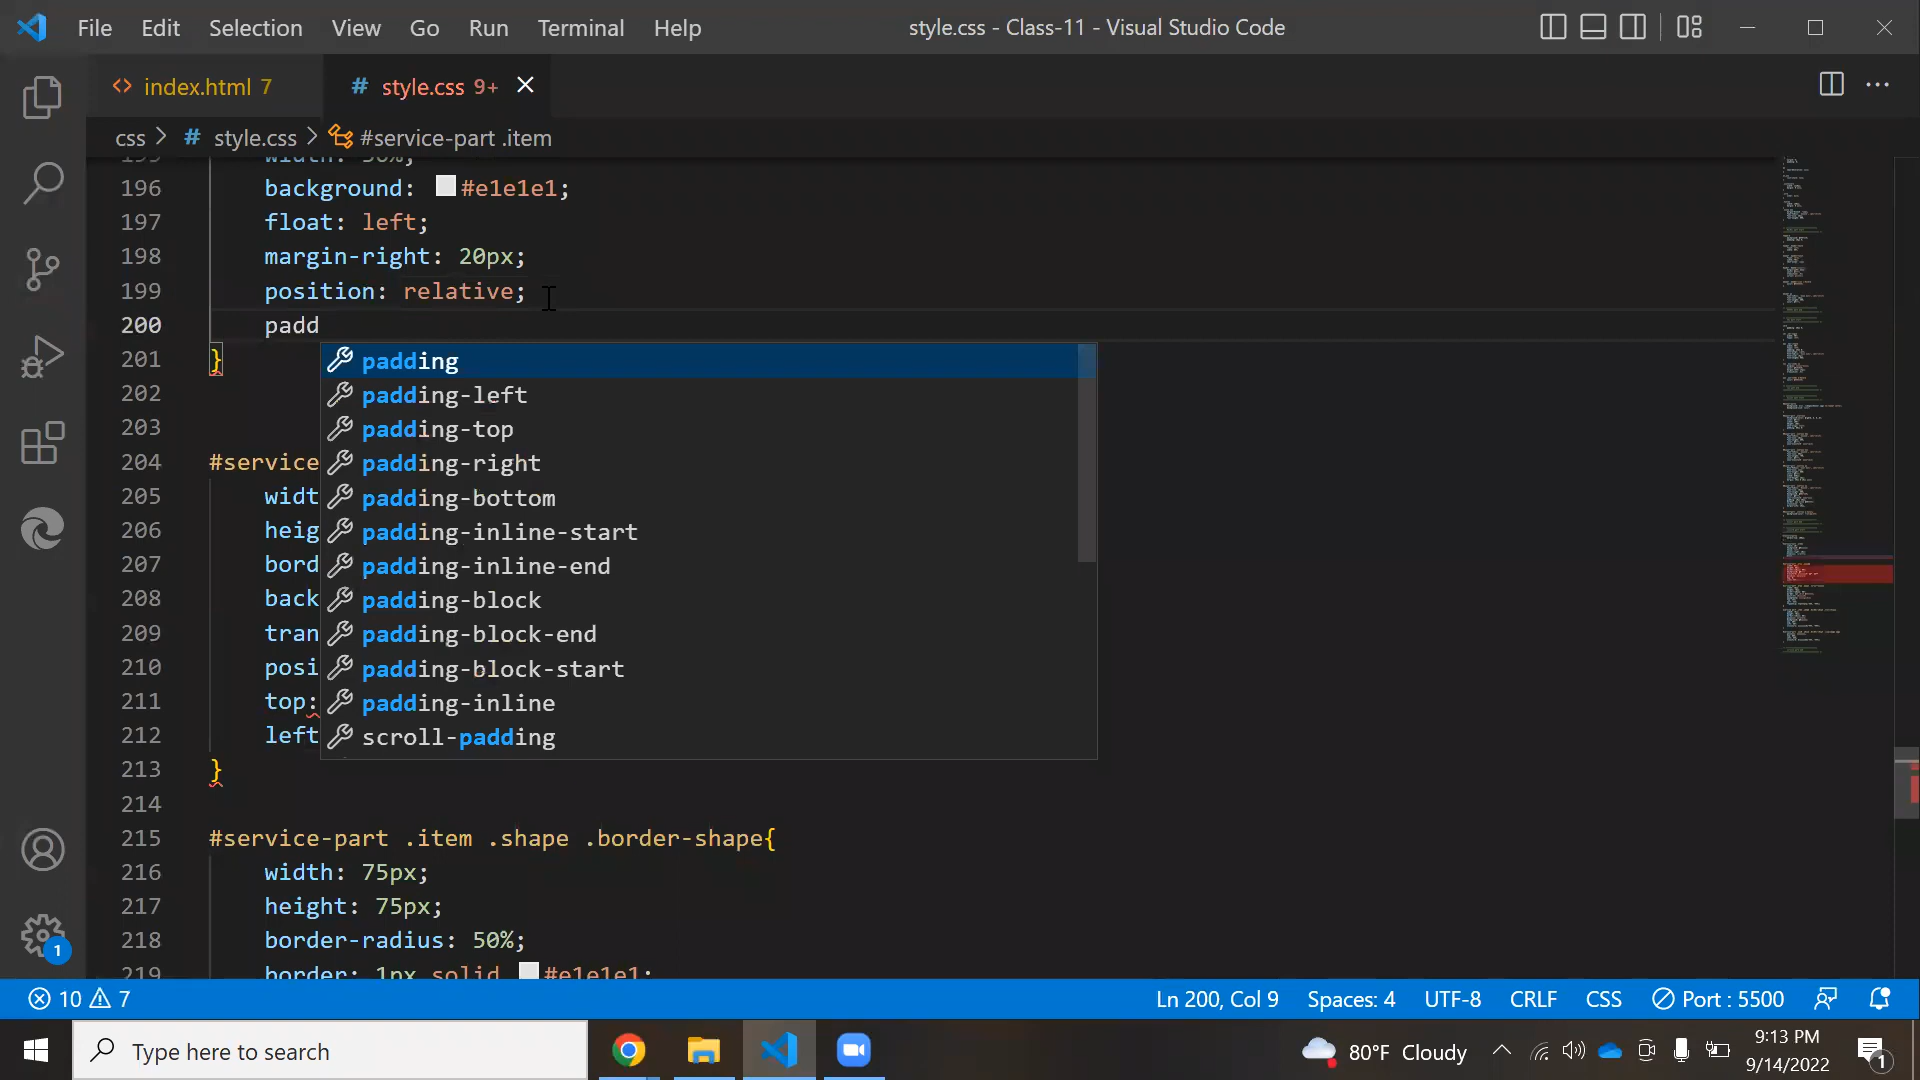 File Edit Selection View Go Run Terminal Help style.css - Class-11 - Visual Studio Code
index.html 7 # style.css 9+
css > # style.css > #service-part .item
196 background: #e1e1e1;
197 float: left;
198 margin-right: 20px;
199 position: relative;
200 padd
201 }
padding
202
padding-left
203
padding-top
204 #service
padding-right
205 widt
padding-bottom
206 heig
padding-inline-start
207 bord
padding-inline-end
208 back
padding-block
209 tran
padding-block-end
210 posi
padding-block-start
211 top:
padding-inline
212 left
scroll-padding
213 }
214
215 #service-part .item .shape .border-shape{
216 width: 75px;
217 height: 75px;
218 border-radius: 50%;
219 border: 1px solid #e1e1e1;
1
10 7 Ln 200, Col 9 Spaces: 4 UTF-8 CRLF CSS Port : 5500
Type here to search 80°F Cloudy 9:13 PM
9/14/2022 1